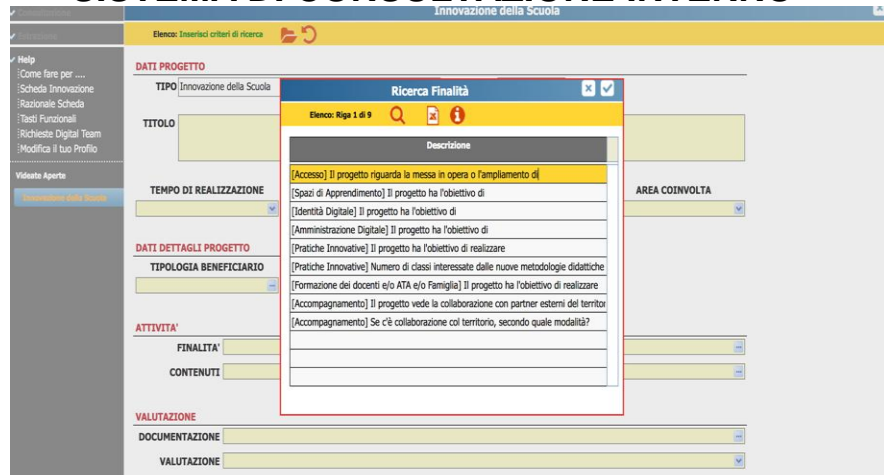 SISTEMA DI CONSULTAZIONE INTERNO
Innovazione della Scuola
Elenco: Inserisci criteri di ricerca
Help
Come fare per ....
Scheda Innovazione
Razionale Scheda
Tasti Funzionali
Richieste Digital Team
Modifica il tuo Profilo
Videate Aperte
Innovazione della Scuola
DATI PROGETTO
TIPO Innovazione della Scuola
TITOLO
TEMPO DI REALIZZAZIONE
AREA COINVOLTA
DATI DETTAGLI PROGETTO
TIPOLOGIA BENEFICIARIO
ATTIVITA'
FINALITA'
CONTENUTI
VALUTAZIONE
DOCUMENTAZIONE
VALUTAZIONE
Ricerca Finalità
Elenco: Riga 1 di 9
Descrizione
[Accesso] Il progetto riguarda la messa in opera o l'ampliamento di
[Spazi di Apprendimento] Il progetto ha l'obiettivo di
[Identità Digitale] Il progetto ha l'obiettivo di
[Amministrazione Digitale] Il progetto ha l'obiettivo di
[Pratiche Innovative] Il progetto ha l'obiettivo di realizzare
[Pratiche Innovative] Numero di classi interessate dalle nuove metodologie didattiche
[Formazione dei docenti e/o ATA e/o Famiglia] Il progetto ha l'obiettivo di realizzare
[Accompagnamento] Il progetto vede la collaborazione con partner esterni del territor
[Accompagnamento] Se c'è collaborazione col territorio, secondo quale modalità?